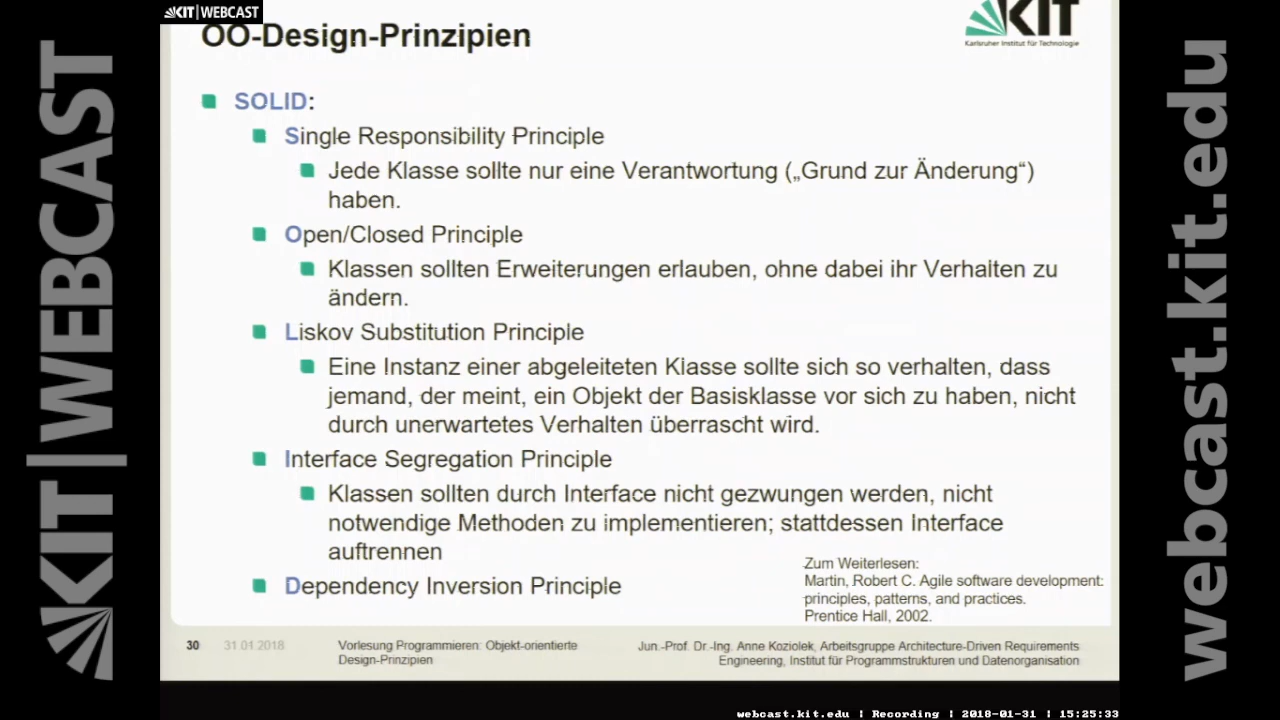 KIT | WEBCAST
OO-Design-Prinzipien
KIT
Karlsruher Institut für Technologie
SOLID:
Single Responsibility Principle
Jede Klasse sollte nur eine Verantwortung („Grund zur Änderung“)
haben.
Open/Closed Principle
Klassen sollten Erweiterungen erlauben, ohne dabei ihr Verhalten zu
ändern.
Liskov Substitution Principle
Eine Instanz einer abgeleiteten Klasse sollte sich so verhalten, dass
jemand, der meint, ein Objekt der Basisklasse vor sich zu haben, nicht
durch unerwartetes Verhalten überrascht wird.
Interface Segregation Principle
Klassen sollten durch Interface nicht gezwungen werden, nicht
notwendige Methoden zu implementieren; stattdessen Interface
auftrennen
Dependency Inversion Principle
Zum Weiterlesen:
Martin, Robert C. Agile software development:
principles, patterns, and practices.
Prentice Hall, 2002.
30
31.01.2018
Vorlesung Programmieren: Objekt-orientierte
Design-Prinzipien
Jun.-Prof. Dr.-Ing. Anne Koziolek, Arbeitsgruppe Architecture-Driven Requirements
Engineering, Institut für Programmstrukturen und Datenorganisation
KIT | WEBCAST
webcast.kit.edu
webcast.kit.edu | Recording | 2018-01-31 | 15:25:33